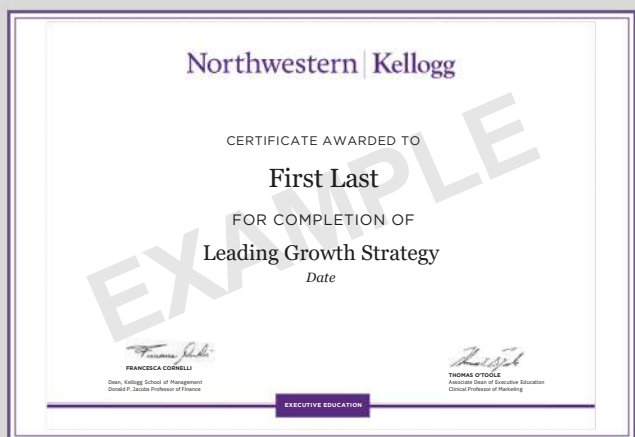 Northwestern | Kellogg
CERTIFICATE AWARDED TO
First Last
FOR COMPLETION OF
Leading Growth Strategy
Date
EXAMPLE
FRANCESCA CORNELLI
Dean, Kellogg School of Management
Donald P. Jacobs Professor of Finance
THOMAS O'TOOLE
Associate Dean of Executive Education
Clinical Professor of Marketing
EXECUTIVE EDUCATION